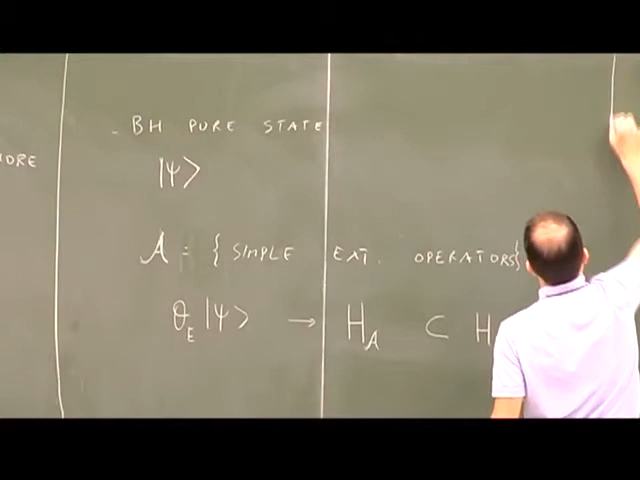 ORE
- BH PURE STATE
|ψ>
A = { SIMPLE EXT. OPERATORS}
O_E |ψ> → H_A ⊂ H